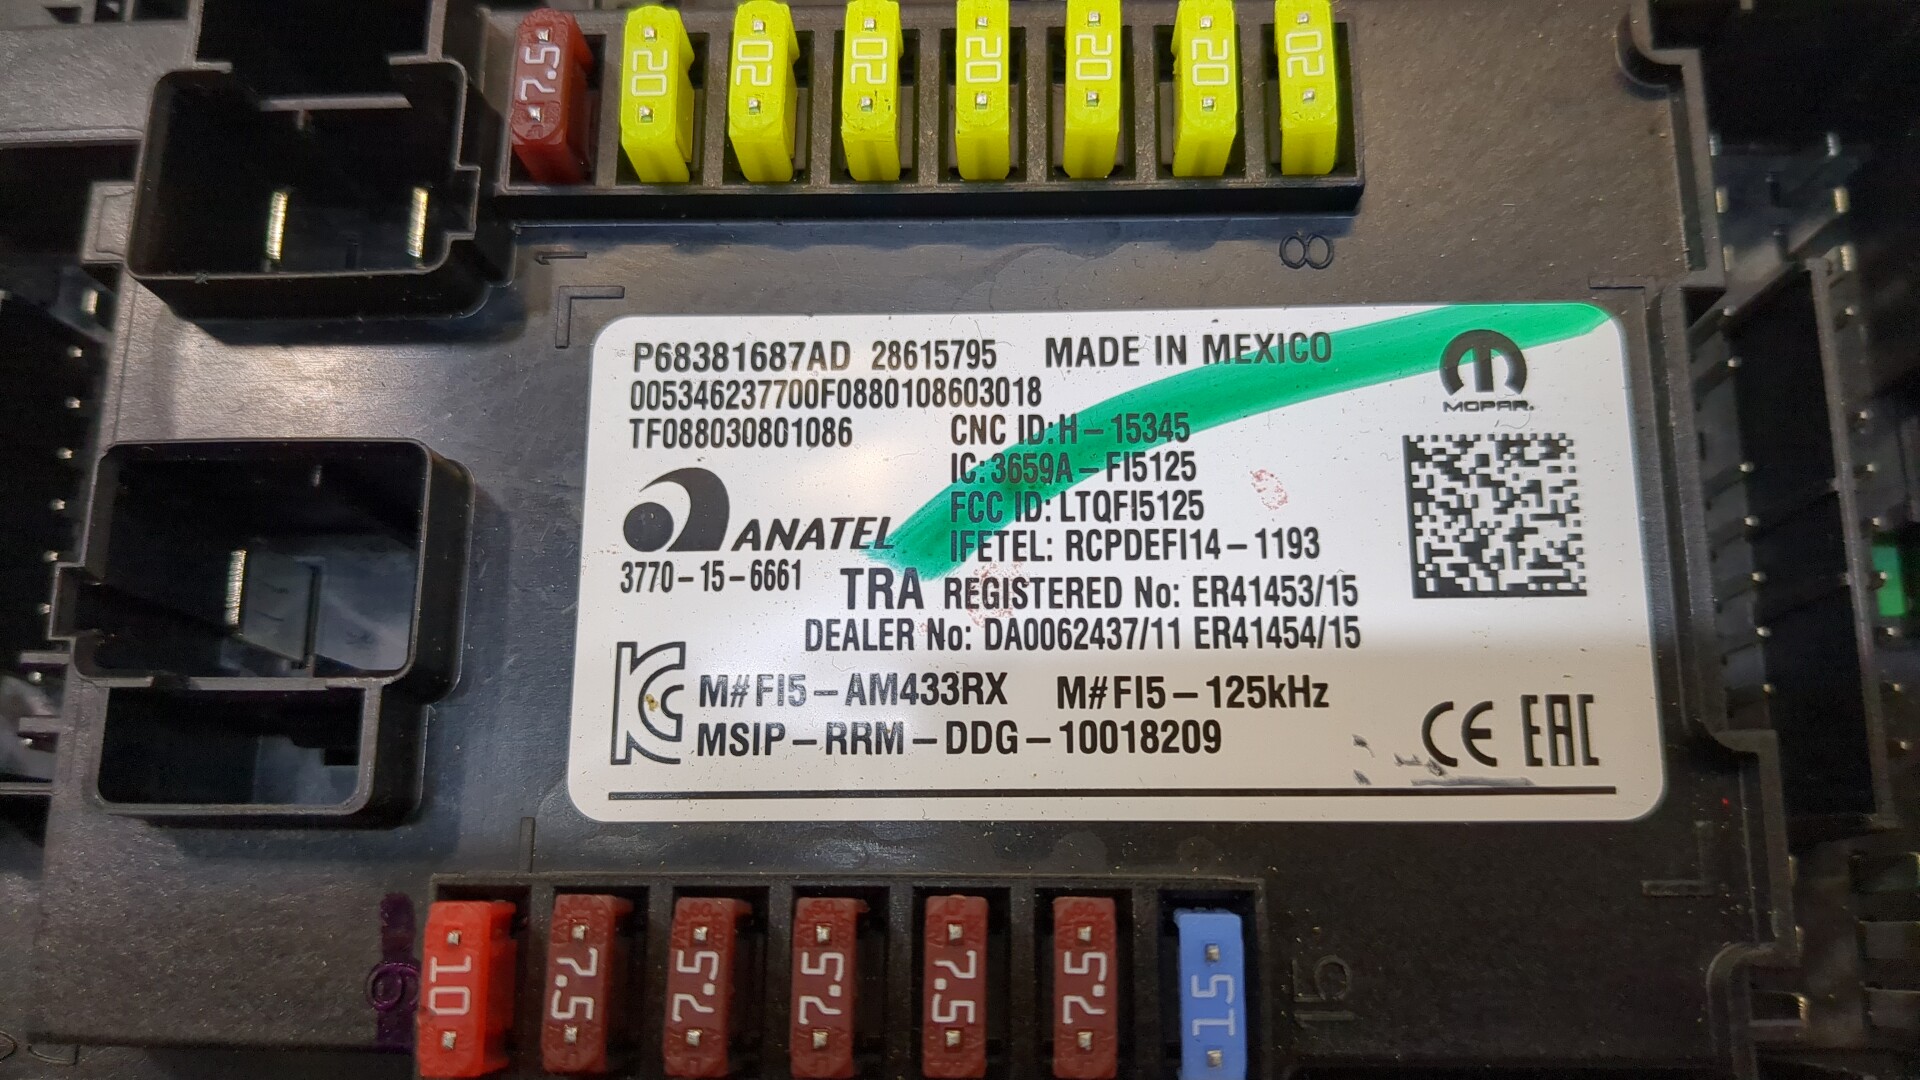 7.5 20 20 20 20 20 20 20
1 8
P68381687AD 28615795 MADE IN MEXICO
005346237700F0880108603018
TF088030801086
MOPAR.
CNC ID: H-15345
IC: 3659A-FI5125
FCC ID: LTQFI5125
ANATEL
IFETEL: RCPDEFI14-1193
3770-15-6661
TRA REGISTERED No: ER41453/15
DEALER No: DA0062437/11 ER41454/15
M#FI5-AM433RX M#FI5-125kHz
MSIP-RRM-DDG-10018209
CE EAC
9 15
10 7.5 7.5 7.5 7.5 7.5 15